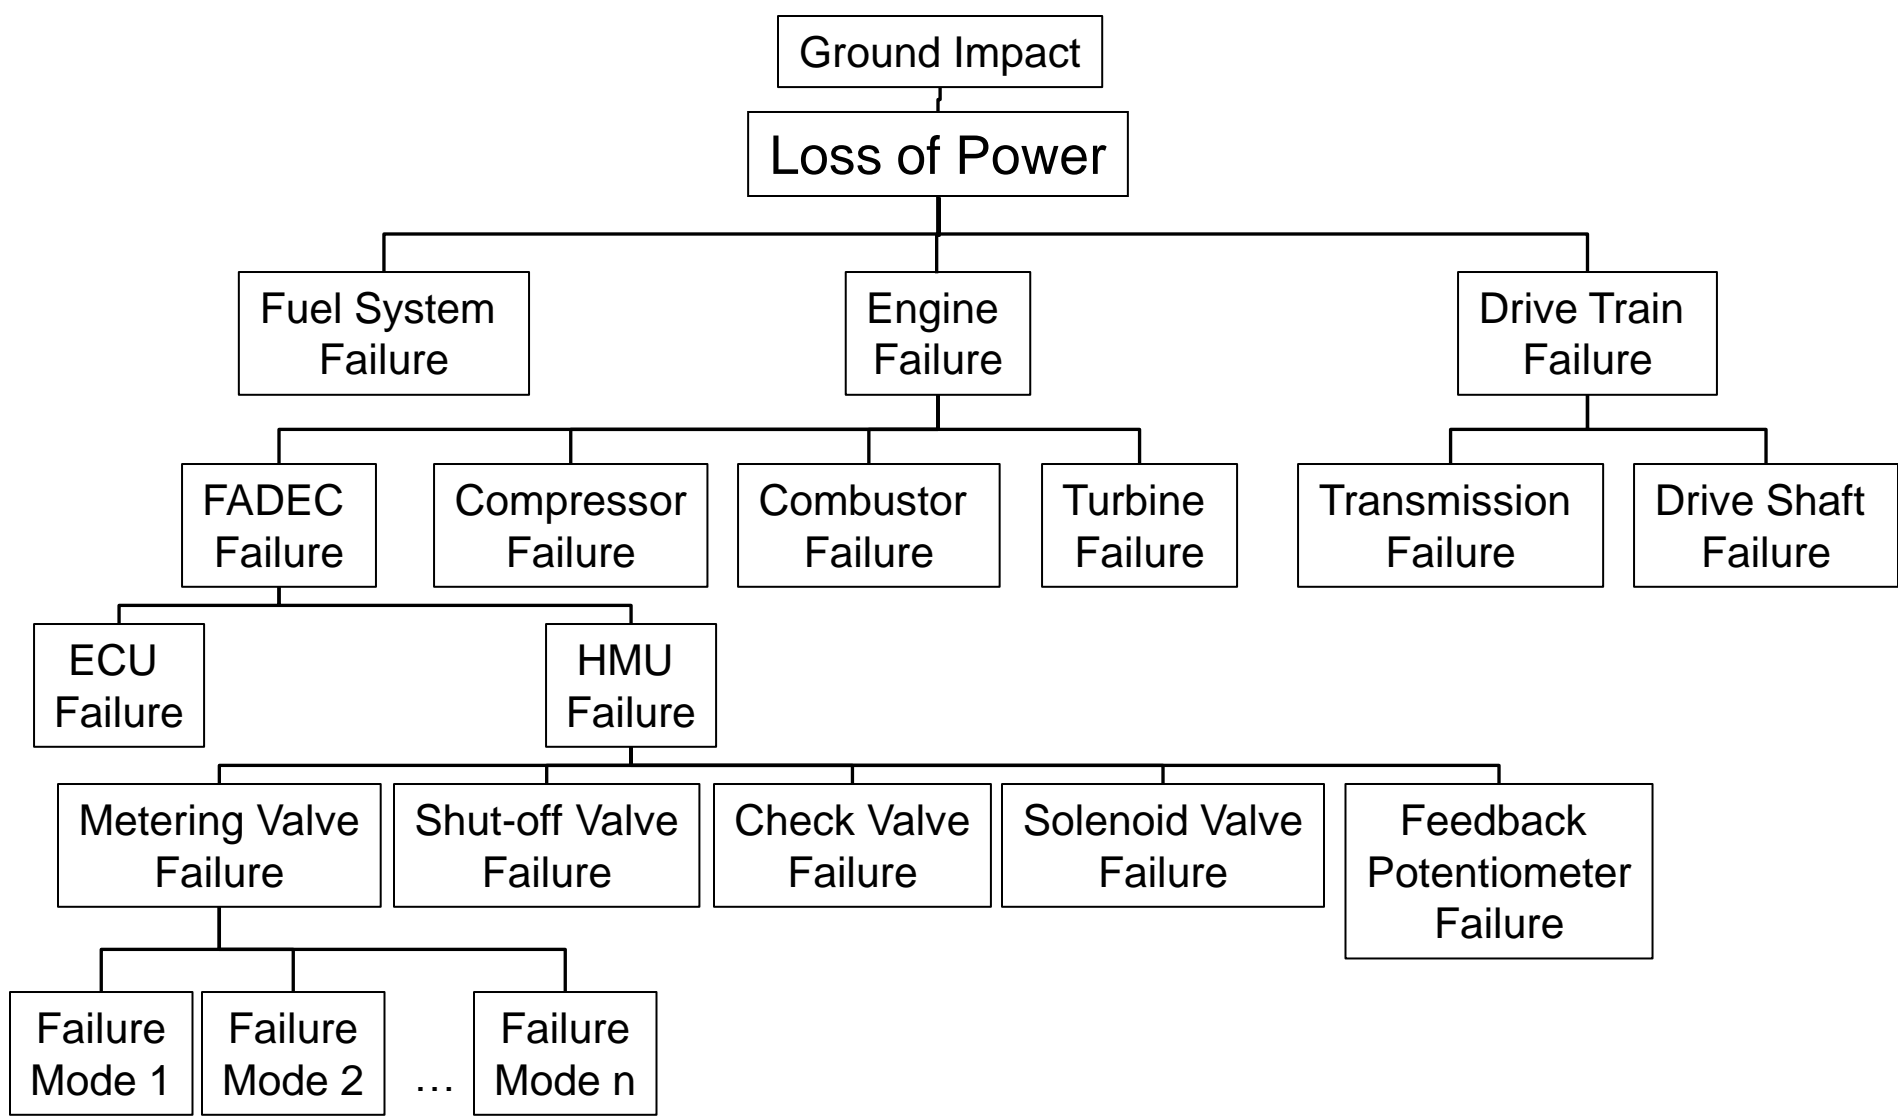 Ground Impact
Loss of Power
Fuel System
Failure
Engine
Failure
Drive Train
Failure
FADEC
Failure
Compressor
Failure
Combustor
Failure
Turbine
Failure
Transmission
Failure
Drive Shaft
Failure
ECU
Failure
HMU
Failure
Metering Valve
Failure
Shut-off Valve
Failure
Check Valve
Failure
Solenoid Valve
Failure
Feedback
Potentiometer
Failure
Failure
Mode 1
Failure
Mode 2
…
Failure
Mode n